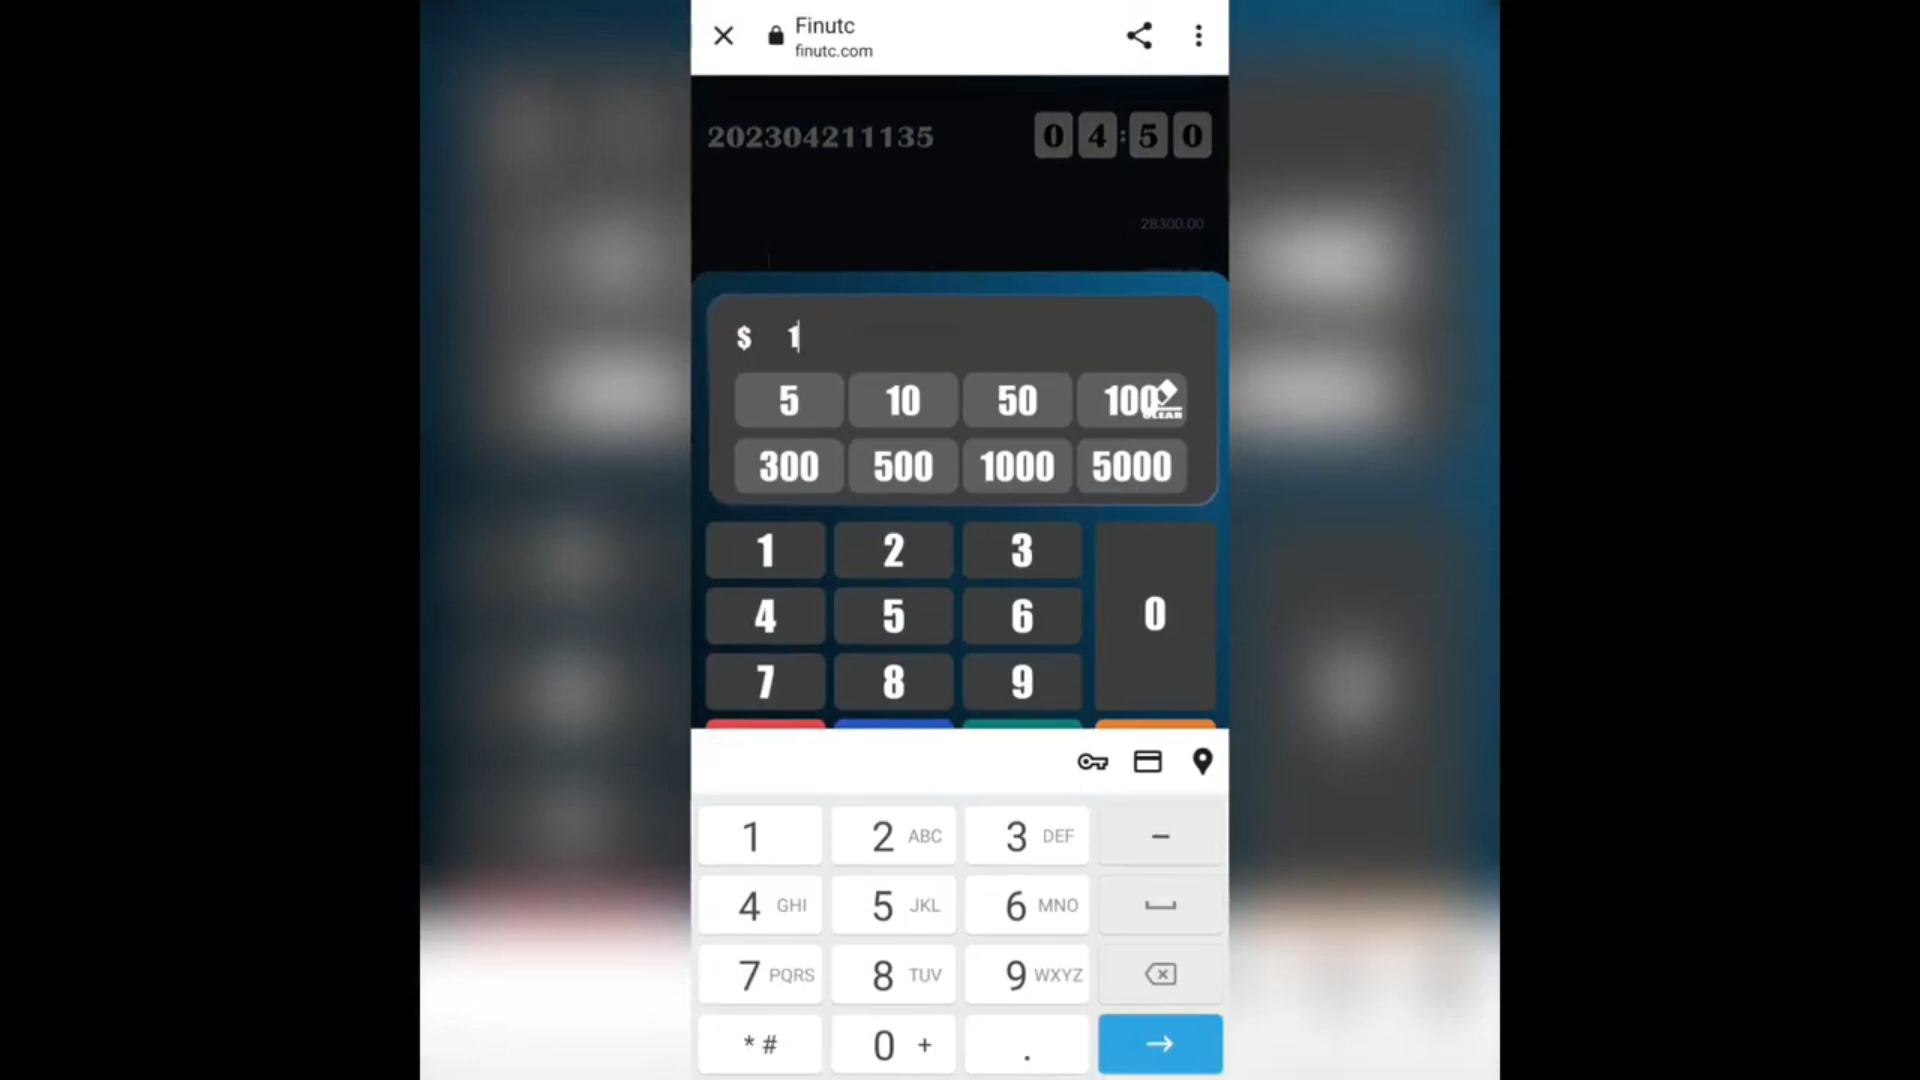 Finutc
finutc.com
202304211135 04:50
28300.00
$ 1
5 10 50 100
CLEAR
300 500 1000 5000
1 2 3
0
4 5 6
7 8 9
1 2 ABC 3 DEF -
4 GHI 5 JKL 6 MNO
7 PQRS 8 TUV 9 WXYZ
* # 0 + .